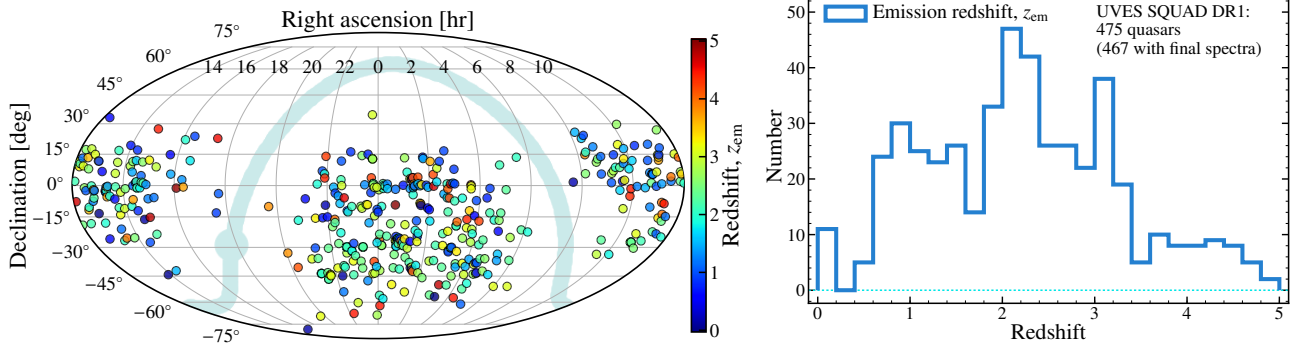 Right ascension [hr]
75°
60°
45°
30°
15°
0°
−15°
−30°
−45°
−60°
−75°
14 16 18 20 22 0 2 4 6 8 10
Declination [deg]
5
4
3
2
1
0
Redshift, z_em
50
40
30
20
10
0
Number
Emission redshift, z_em
UVES SQUAD DR1:
475 quasars
(467 with final spectra)
0 1 2 3 4 5
Redshift